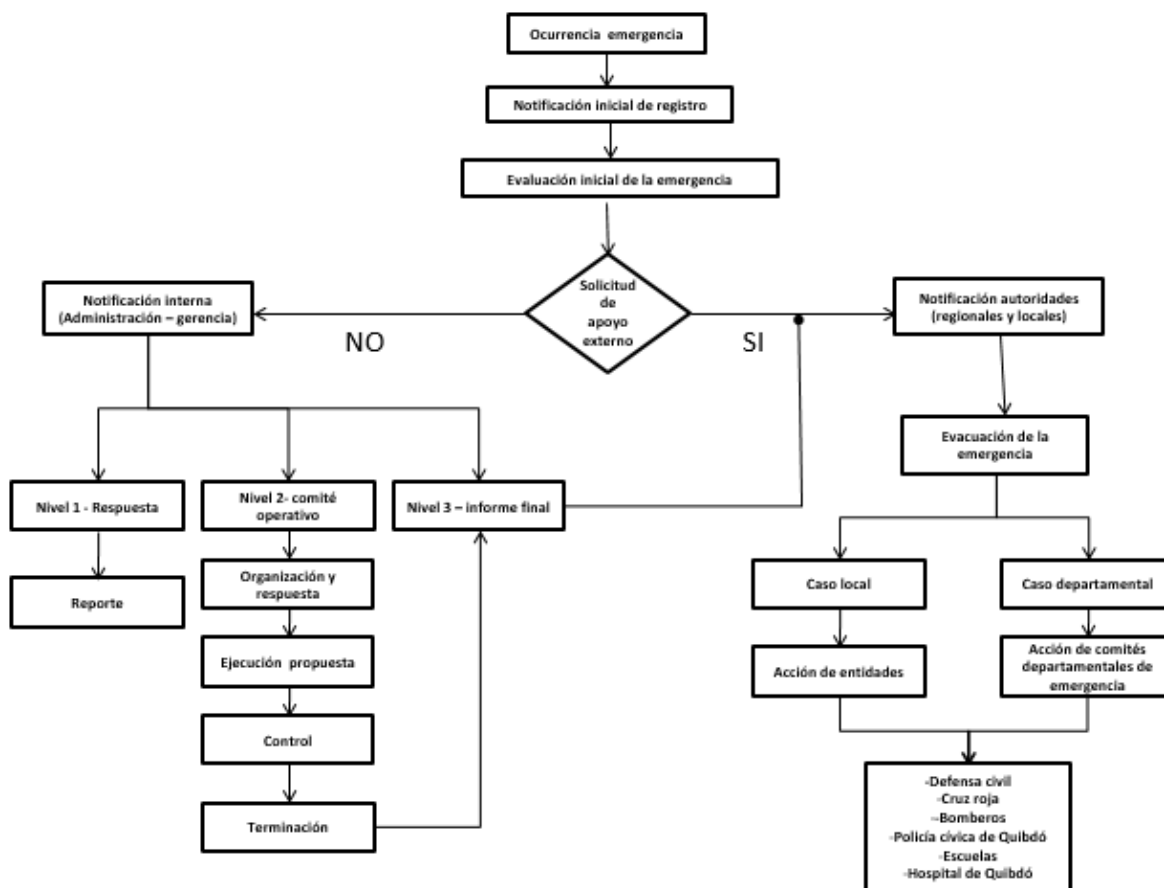 Ocurrencia emergencia
Notificación inicial de registro
Evaluación inicial de la emergencia
Solicitud
de
apoyo
externo
Notificación interna
(Administración – gerencia)
NO
SI
Notificación autoridades
(regionales y locales)
Evacuación de la
emergencia
Nivel 1 - Respuesta
Nivel 2- comité
operativo
Nivel 3 – informe final
Reporte
Organización y
respuesta
Ejecución propuesta
Control
Terminación
Caso local
Caso departamental
Acción de entidades
Acción de comités
departamentales de
emergencia
-Defensa civil
-Cruz roja
--Bomberos
-Policía cívica de Quibdó
-Escuelas
-Hospital de Quibdó